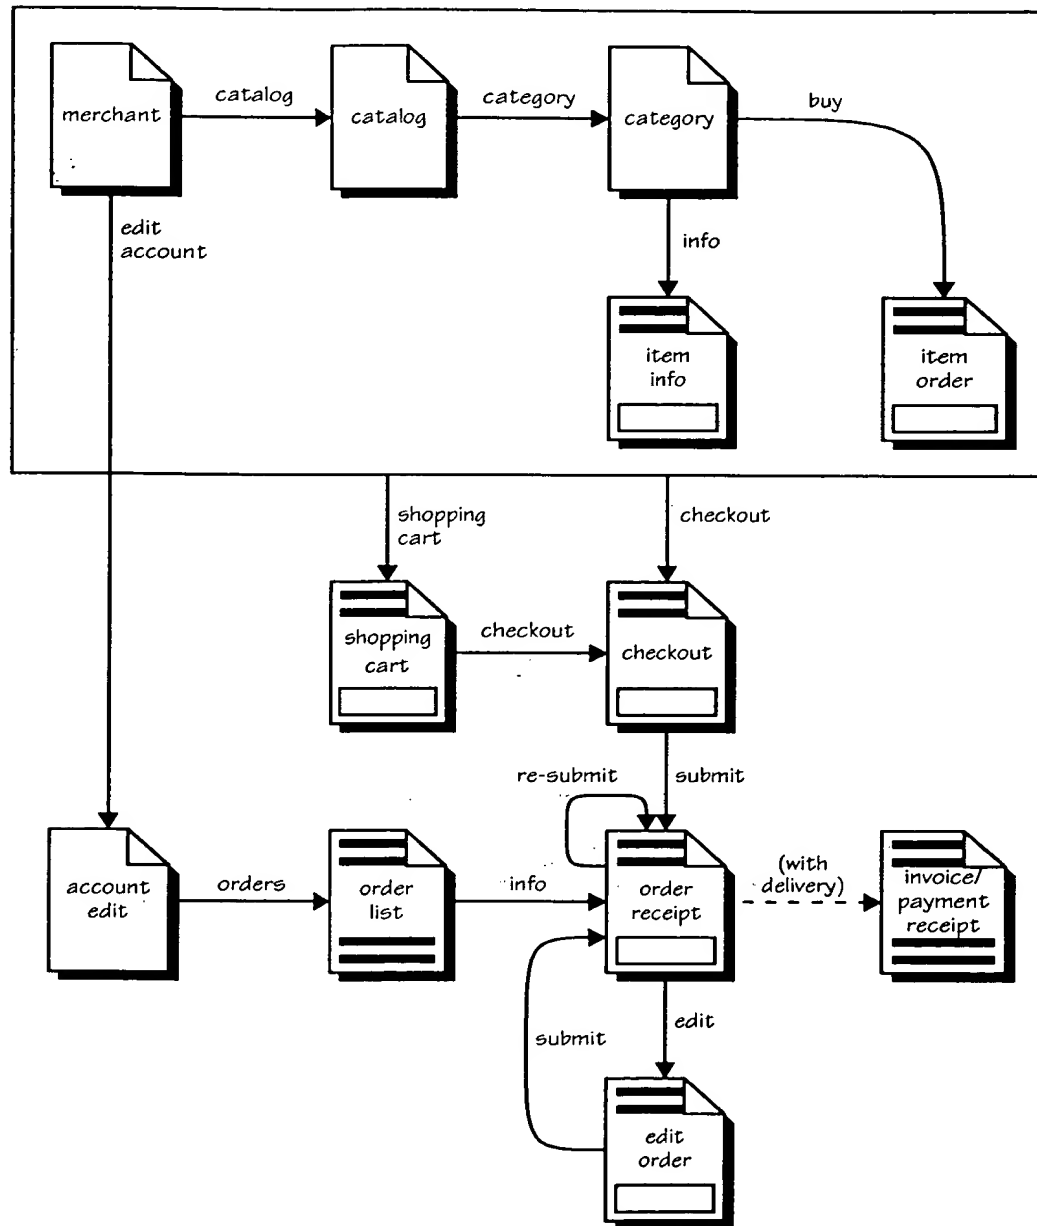 merchant
catalog
catalog
category
category
buy
edit
account
info
item
info
item
order
shopping
cart
checkout
shopping
cart
checkout
checkout
re-submit
submit
account
edit
orders
order
list
info
order
receipt
(with
delivery)
invoice/
payment
receipt
submit
edit
edit
order